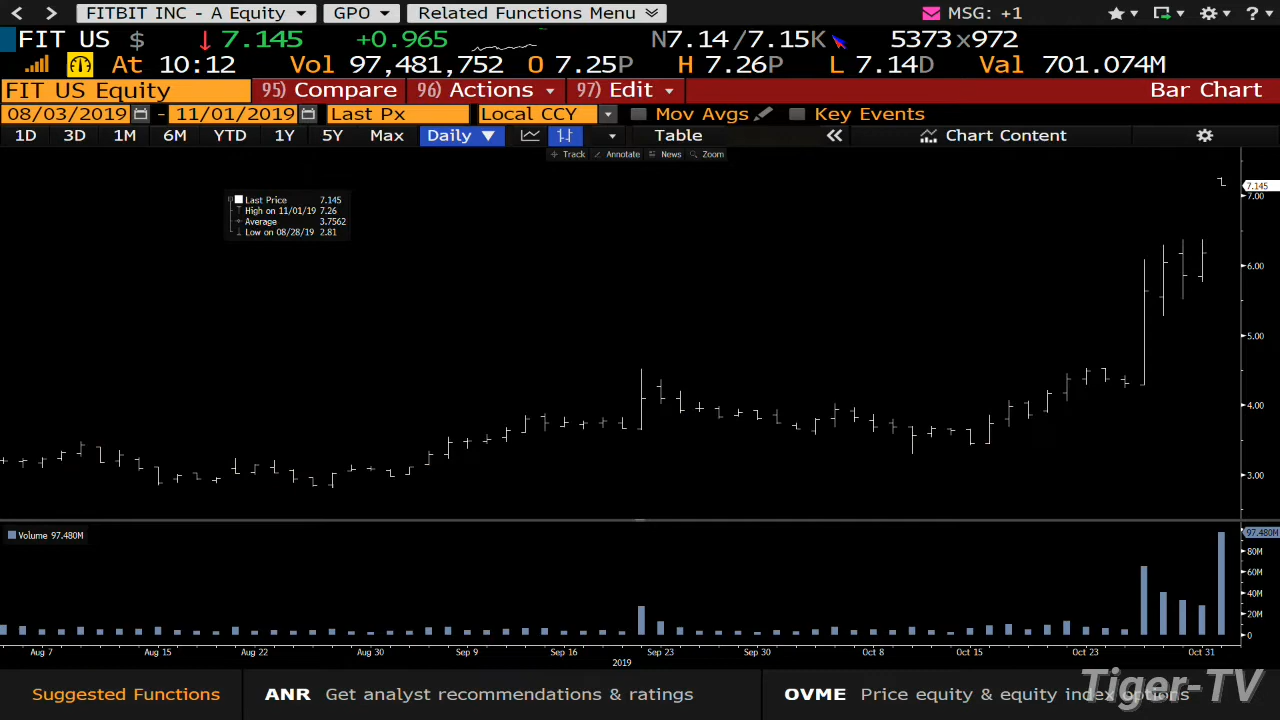 FITBIT INC - A Equity GPO Related Functions Menu MSG: +1 ?
FIT US $ ↓7.145 +0.965 N7.14/7.15K 5373x972
At 10:12 Vol 97,481,752 O 7.25P H 7.26P L 7.14D Val 701.074M
FIT US Equity 95) Compare 96) Actions 97) Edit Bar Chart
08/03/2019 - 11/01/2019 Last Px Local CCY Mov Avgs Key Events
1D 3D 1M 6M YTD 1Y 5Y Max Daily ▼ Table « Chart Content
Track Annotate News Zoom
Last Price 7.145
High on 11/01/19 7.26
Average 3.7562
Low on 08/28/19 2.81
7.145
7.00
6.00
5.00
4.00
3.00
Volume 97.480M
97.480M
80M
60M
40M
20M
0
Aug 7 Aug 15 Aug 22 Aug 30 Sep 9 Sep 16 Sep 23 Sep 30 Oct 8 Oct 15 Oct 23 Oct 31
2019
Suggested Functions ANR Get analyst recommendations & ratings OVME Price equity & equity index options
Tiger-TV